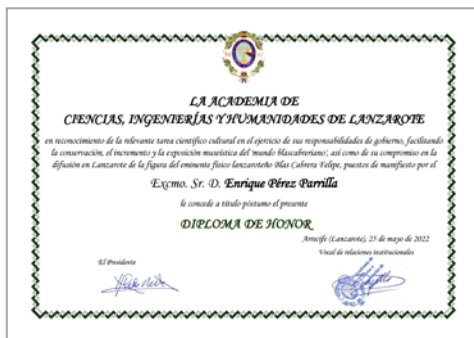 LA ACADEMIA DE
CIENCIAS, INGENIERÍAS Y HUMANIDADES DE LANZAROTE
en reconocimiento de la relevante tarea científico cultural en el ejercicio de sus responsabilidades de gobierno, facilitando
la conservación, el incremento y la exposición museística del 'mundo blascabreriano', así como de su compromiso en la
difusión en Lanzarote de la figura del eminente físico lanzaroteño Blas Cabrera Felipe, puestos de manifiesto por el
Excmo. Sr. D. Enrique Pérez Parrilla
le concede a título póstumo el presente
DIPLOMA DE HONOR
Arrecife (Lanzarote), 25 de mayo de 2022
El Presidente
Vocal de relaciones institucionales